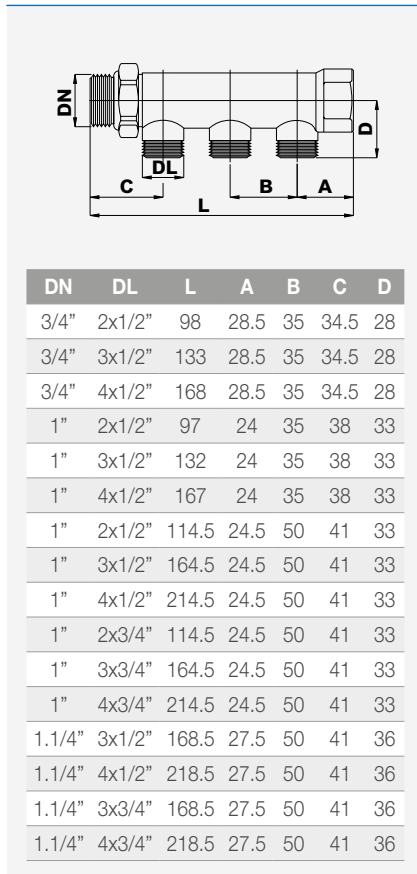 DN
D
DL
C B A
L
DN DL L A B C D
3/4” 2x1/2” 98 28.5 35 34.5 28
3/4” 3x1/2” 133 28.5 35 34.5 28
3/4” 4x1/2” 168 28.5 35 34.5 28
1” 2x1/2” 97 24 35 38 33
1” 3x1/2” 132 24 35 38 33
1” 4x1/2” 167 24 35 38 33
1” 2x1/2” 114.5 24.5 50 41 33
1” 3x1/2” 164.5 24.5 50 41 33
1” 4x1/2” 214.5 24.5 50 41 33
1” 2x3/4” 114.5 24.5 50 41 33
1” 3x3/4” 164.5 24.5 50 41 33
1” 4x3/4” 214.5 24.5 50 41 33
1.1/4” 3x1/2” 168.5 27.5 50 41 36
1.1/4” 4x1/2” 218.5 27.5 50 41 36
1.1/4” 3x3/4” 168.5 27.5 50 41 36
1.1/4” 4x3/4” 218.5 27.5 50 41 36